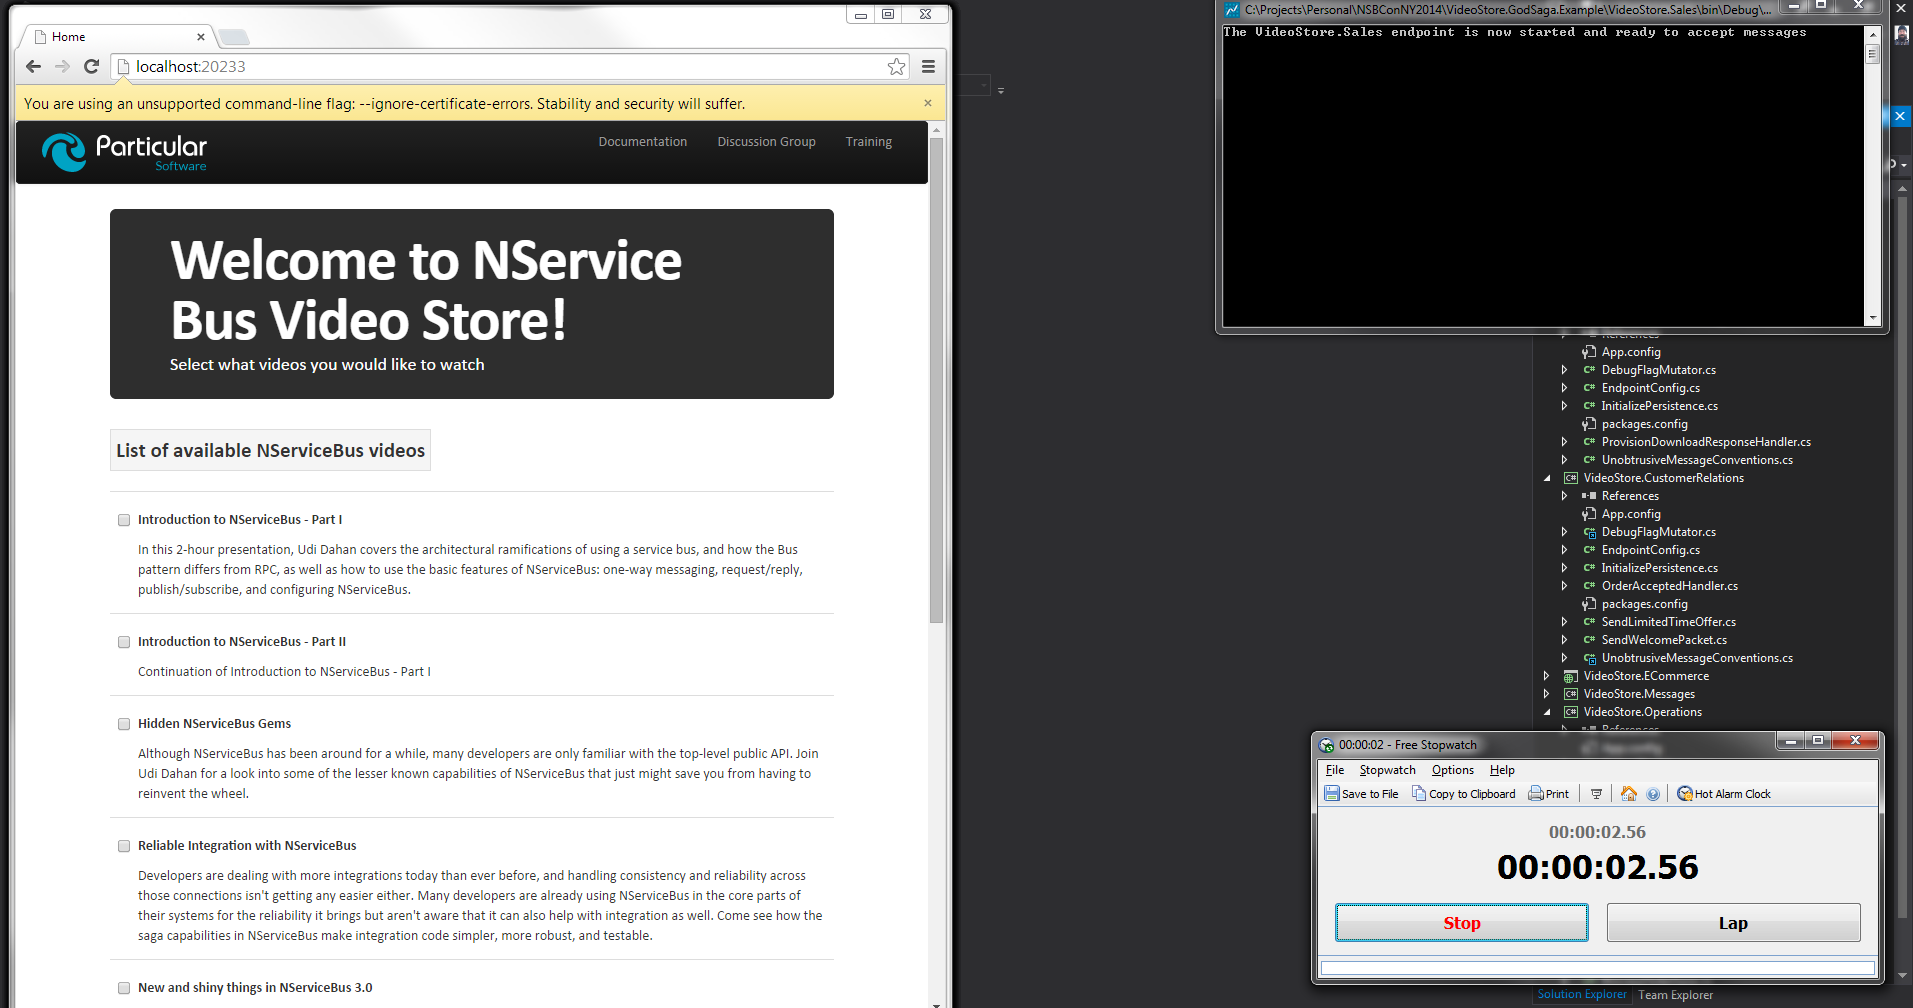 Home
localhost:20233
You are using an unsupported command-line flag: --ignore-certificate-errors. Stability and security will suffer.
Particular
Software
Documentation
Discussion Group
Training
Welcome to NService
Bus Video Store!
Select what videos you would like to watch
List of available NServiceBus videos
Introduction to NServiceBus - Part I
In this 2-hour presentation, Udi Dahan covers the architectural ramifications of using a service bus, and how the Bus
pattern differs from RPC, as well as how to use the basic features of NServiceBus: one-way messaging, request/reply,
publish/subscribe, and configuring NServiceBus.
Introduction to NServiceBus - Part II
Continuation of Introduction to NServiceBus - Part I
Hidden NServiceBus Gems
Although NServiceBus has been around for a while, many developers are only familiar with the top-level public API. Join
Udi Dahan for a look into some of the lesser known capabilities of NServiceBus that just might save you from having to
reinvent the wheel.
Reliable Integration with NServiceBus
Developers are dealing with more integrations today than ever before, and handling consistency and reliability across
those connections isn't getting any easier either. Many developers are already using NServiceBus in the core parts of
their systems for the reliability it brings but aren't aware that it can also help with integration as well. Come see how the
saga capabilities in NServiceBus make integration code simpler, more robust, and testable.
New and shiny things in NServiceBus 3.0
C:\Projects\Personal\NSBConNY2014\VideoStore.GodSaga.Example\VideoStore.Sales\bin\Debug\...
The VideoStore.Sales endpoint is now started and ready to accept messages
References
App.config
C# DebugFlagMutator.cs
C# EndpointConfig.cs
C# InitializePersistence.cs
packages.config
C# ProvisionDownloadResponseHandler.cs
C# UnobtrusiveMessageConventions.cs
C# VideoStore.CustomerRelations
References
App.config
C# DebugFlagMutator.cs
C# EndpointConfig.cs
C# InitializePersistence.cs
C# OrderAcceptedHandler.cs
packages.config
C# SendLimitedTimeOffer.cs
C# SendWelcomePacket.cs
C# UnobtrusiveMessageConventions.cs
VideoStore.ECommerce
C# VideoStore.Messages
C# VideoStore.Operations
References
App.config
00:00:02 - Free Stopwatch
File Stopwatch Options Help
Save to File Copy to Clipboard Print Hot Alarm Clock
00:00:02.56
00:00:02.56
Stop
Lap
Solution Explorer Team Explorer